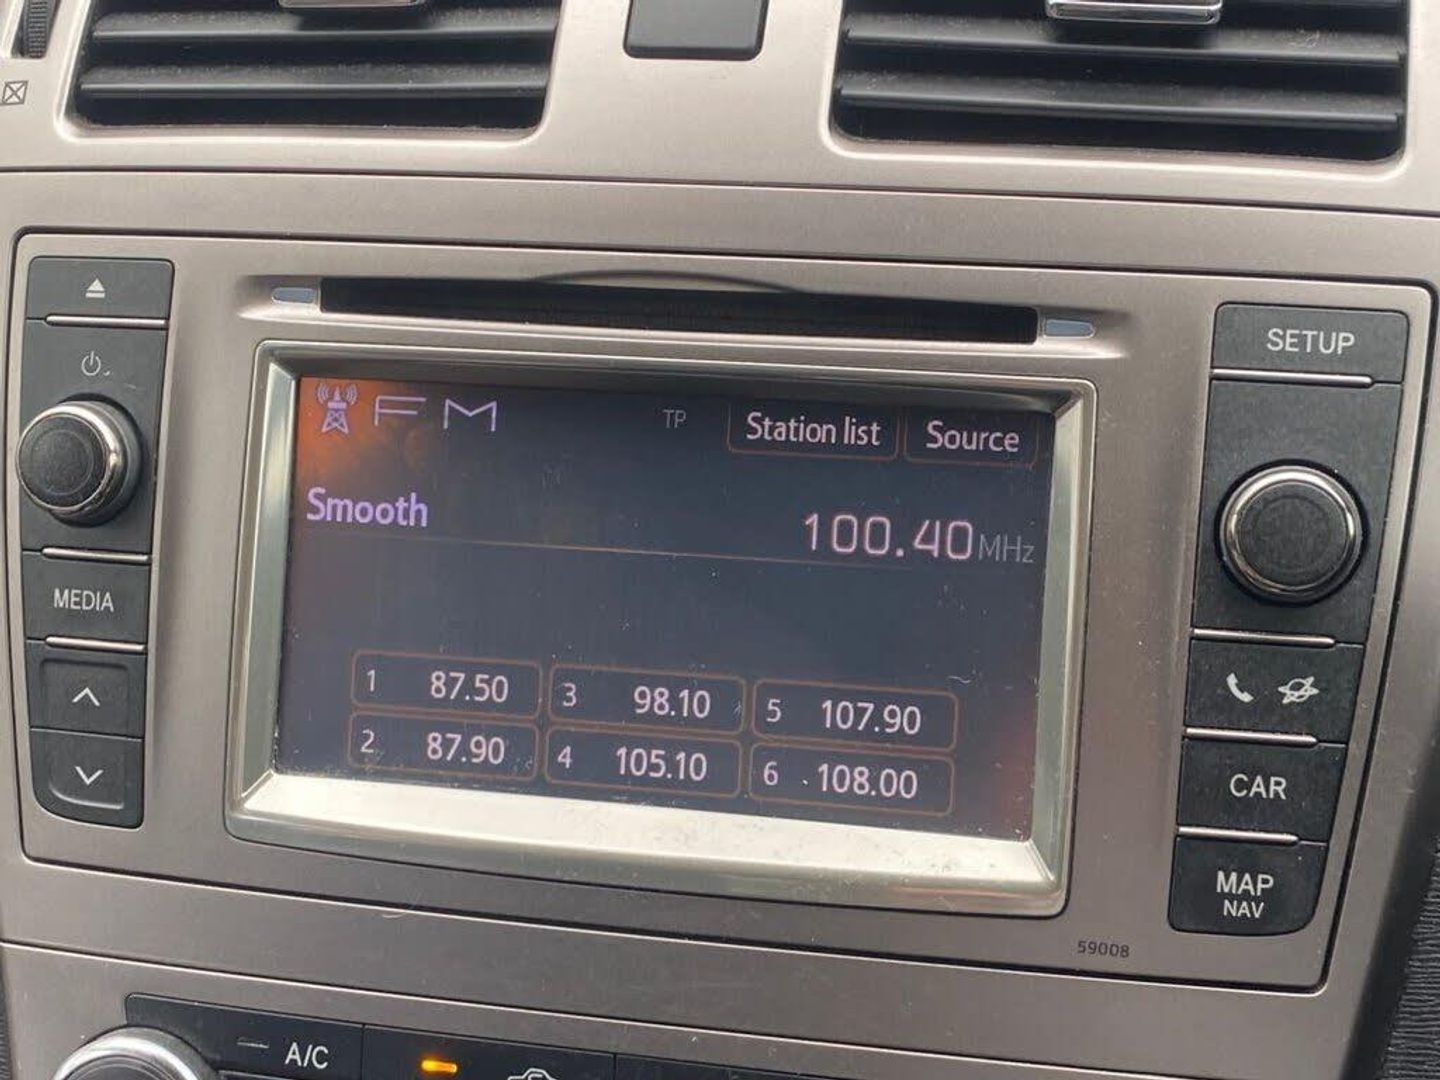 FM TP Station list Source
Smooth 100.40MHz
1 87.50 3 98.10 5 107.90
2 87.90 4 105.10 6 108.00
MEDIA
SETUP
CAR
MAP
NAV
59008
A/C